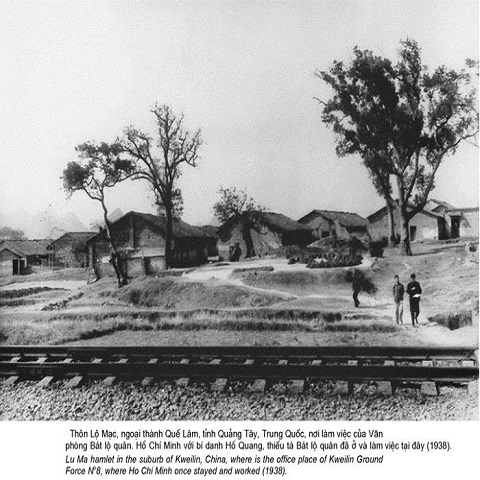 Thôn Lộ Mạc, ngoại thành Quế Lâm, tỉnh Quảng Tây, Trung Quốc, nơi làm việc của Văn
phòng Bát lộ quân. Hồ Chí Minh với bí danh Hồ Quang, thiếu tá Bát lộ quân đã ở và làm việc tại đây (1938).
Lu Ma hamlet in the suburb of Kweilin, China, where is the office place of Kweilin Ground
Force N°8, where Ho Chi Minh once stayed and worked (1938).